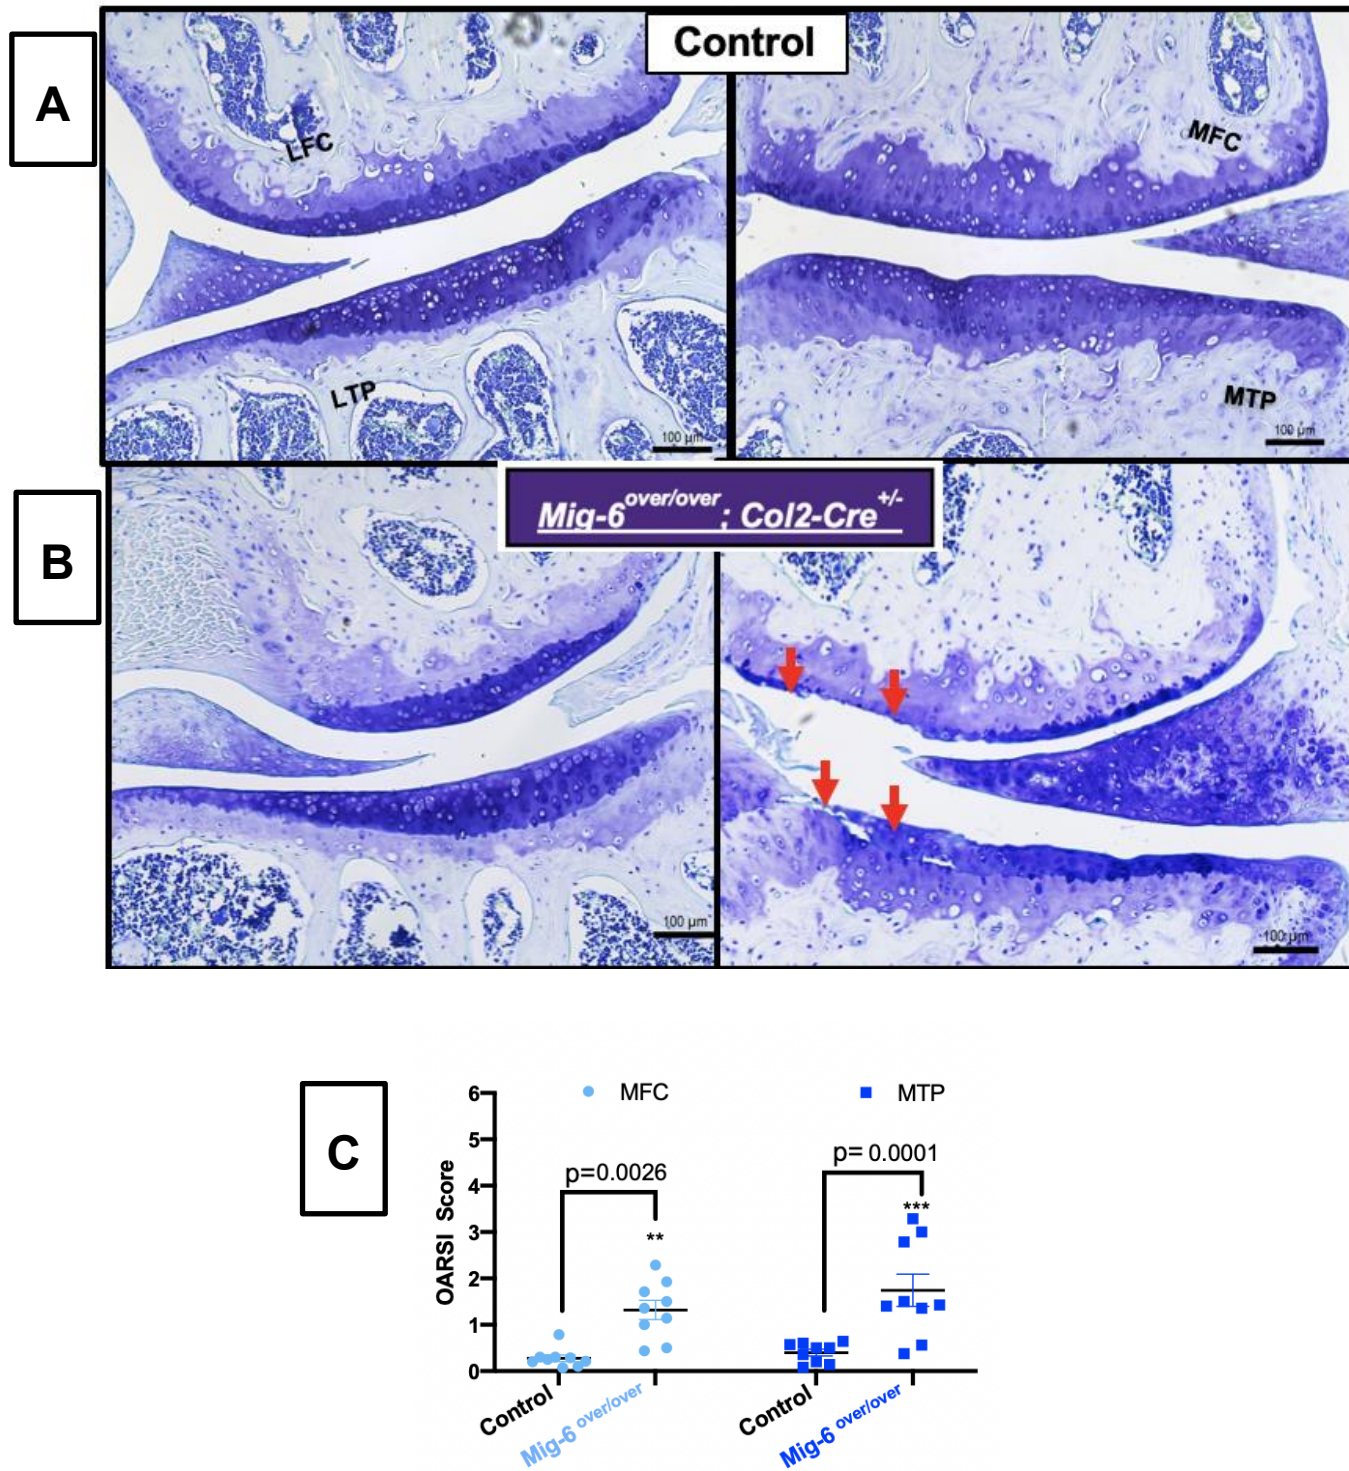 A
Control
LFC
MFC
LTP
MTP
100 µm
100 µm
B
Mig-6over/over; Col2-Cre+/-
100 µm
100 µm
C
MFC
MTP
OARSI Score
6
5
4
3
2
1
0
p=0.0026
p= 0.0001
**
***
Control
Mig-6 over/over
Control
Mig-6 over/over